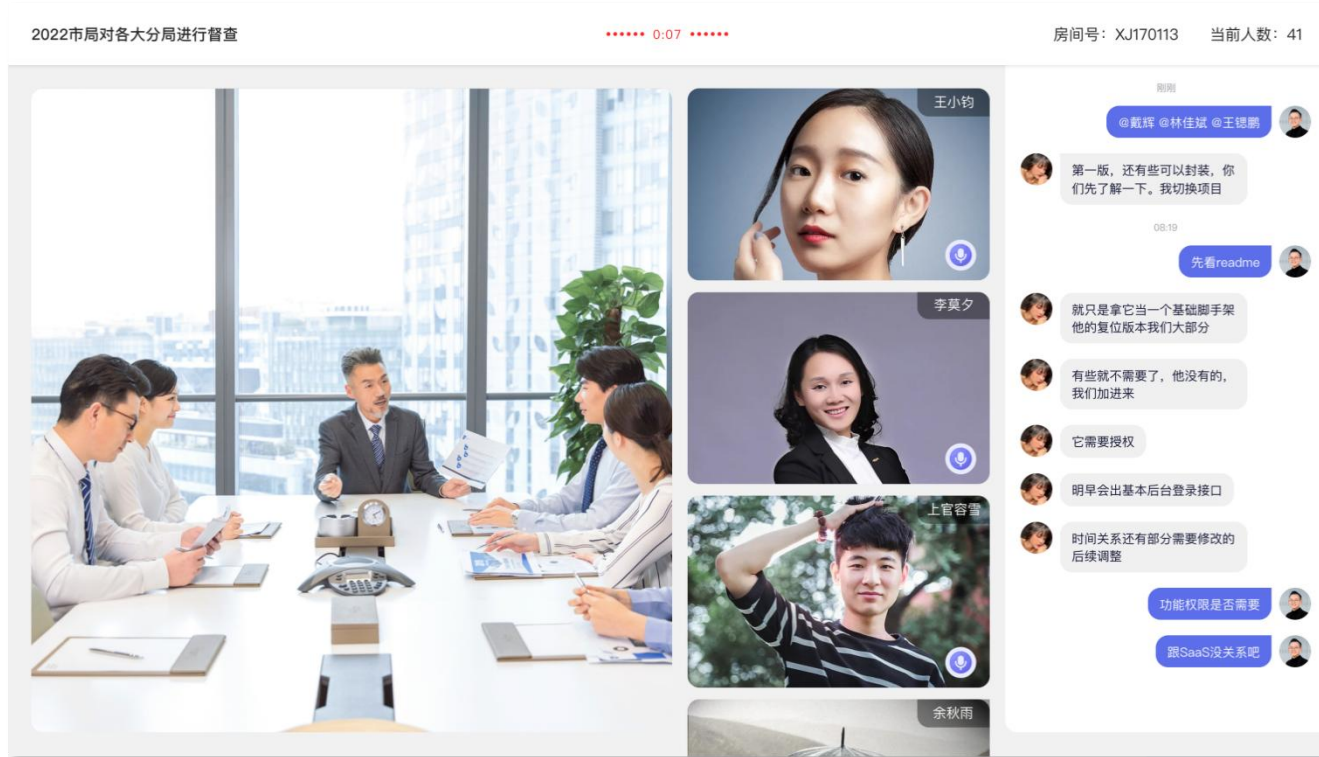 2022市局对各大分局进行督查
•••••• 0:07 ••••••
房间号：XJ170113
当前人数：41
王小钧
李莫夕
上官容雪
余秋雨
刚刚
@戴辉 @林佳斌 @王锶鹏
第一版，还有些可以封装，你
们先了解一下。我切换项目
08:19
先看readme
就只是拿它当一个基础脚手架
他的复位版本我们大部分
有些就不需要了，他没有的，
我们加进来
它需要授权
明早会出基本后台登录接口
时间关系还有部分需要修改的
后续调整
功能权限是否需要
跟SaaS没关系吧